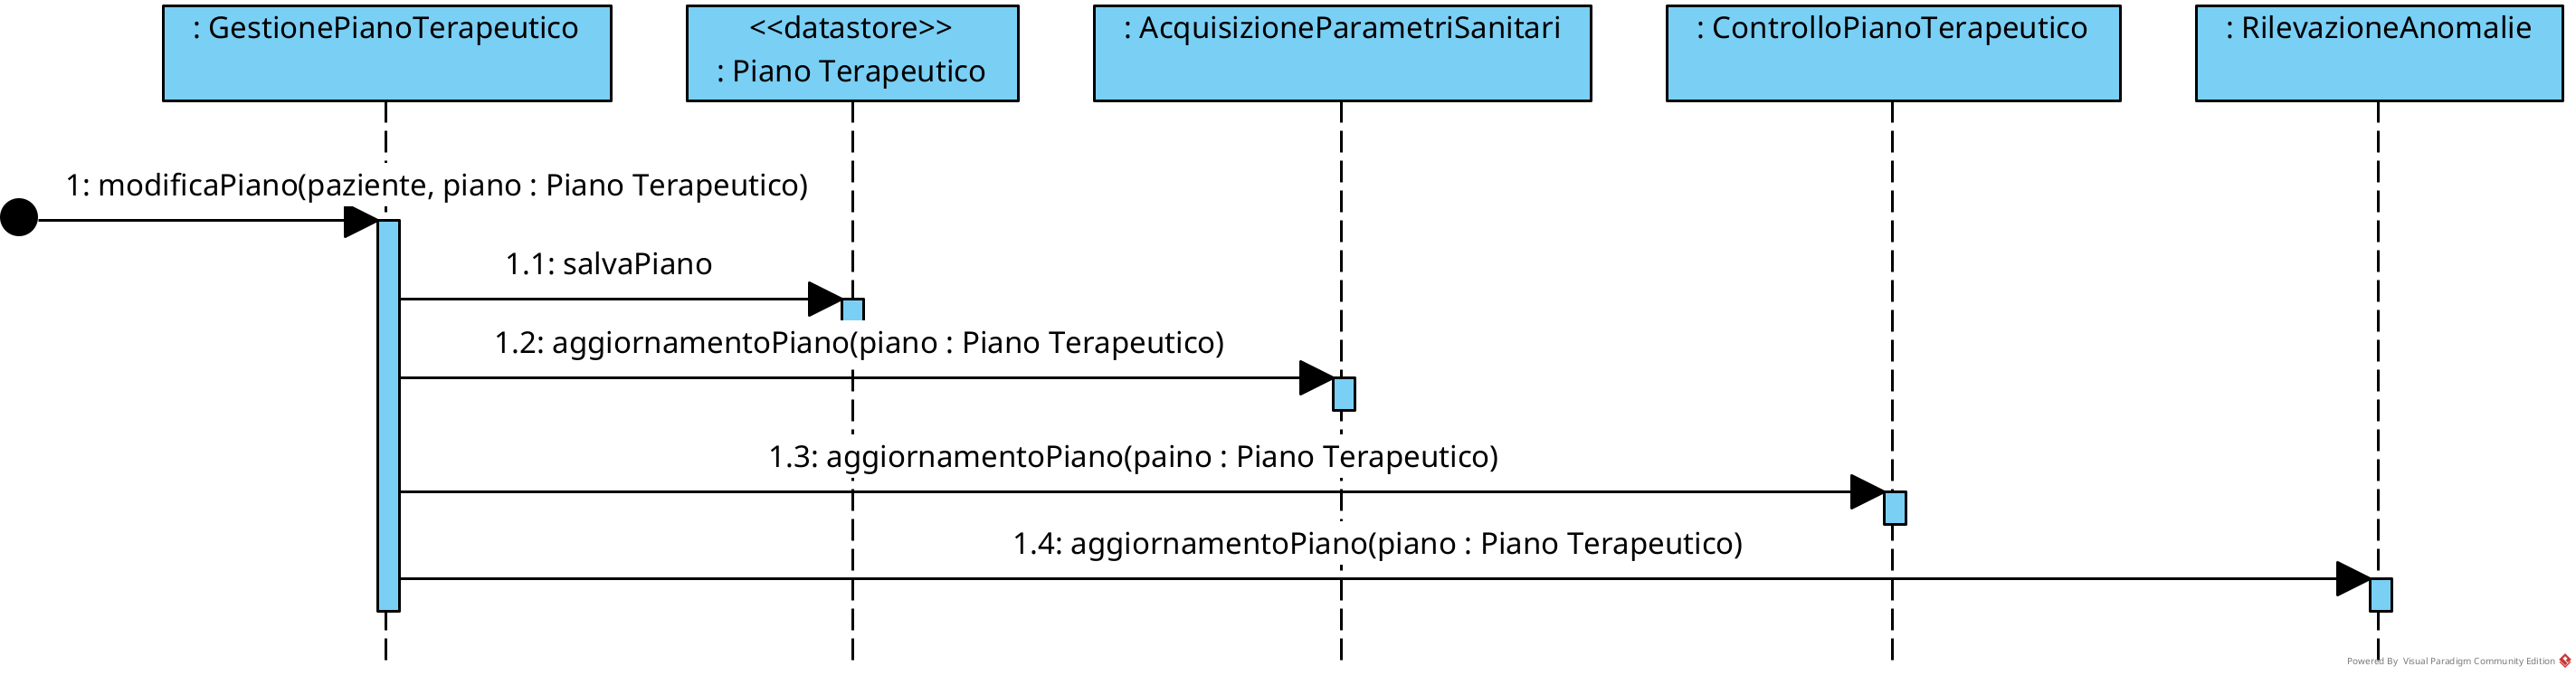 : GestionePianoTerapeutico
<<datastore>>
: Piano Terapeutico
: AcquisizioneParametriSanitari
: ControlloPianoTerapeutico
: RilevazioneAnomalie
1: modificaPiano(paziente, piano : Piano Terapeutico)
1.1: salvaPiano
1.2: aggiornamentoPiano(piano : Piano Terapeutico)
1.3: aggiornamentoPiano(paino : Piano Terapeutico)
1.4: aggiornamentoPiano(piano : Piano Terapeutico)
Powered By Visual Paradigm Community Edition